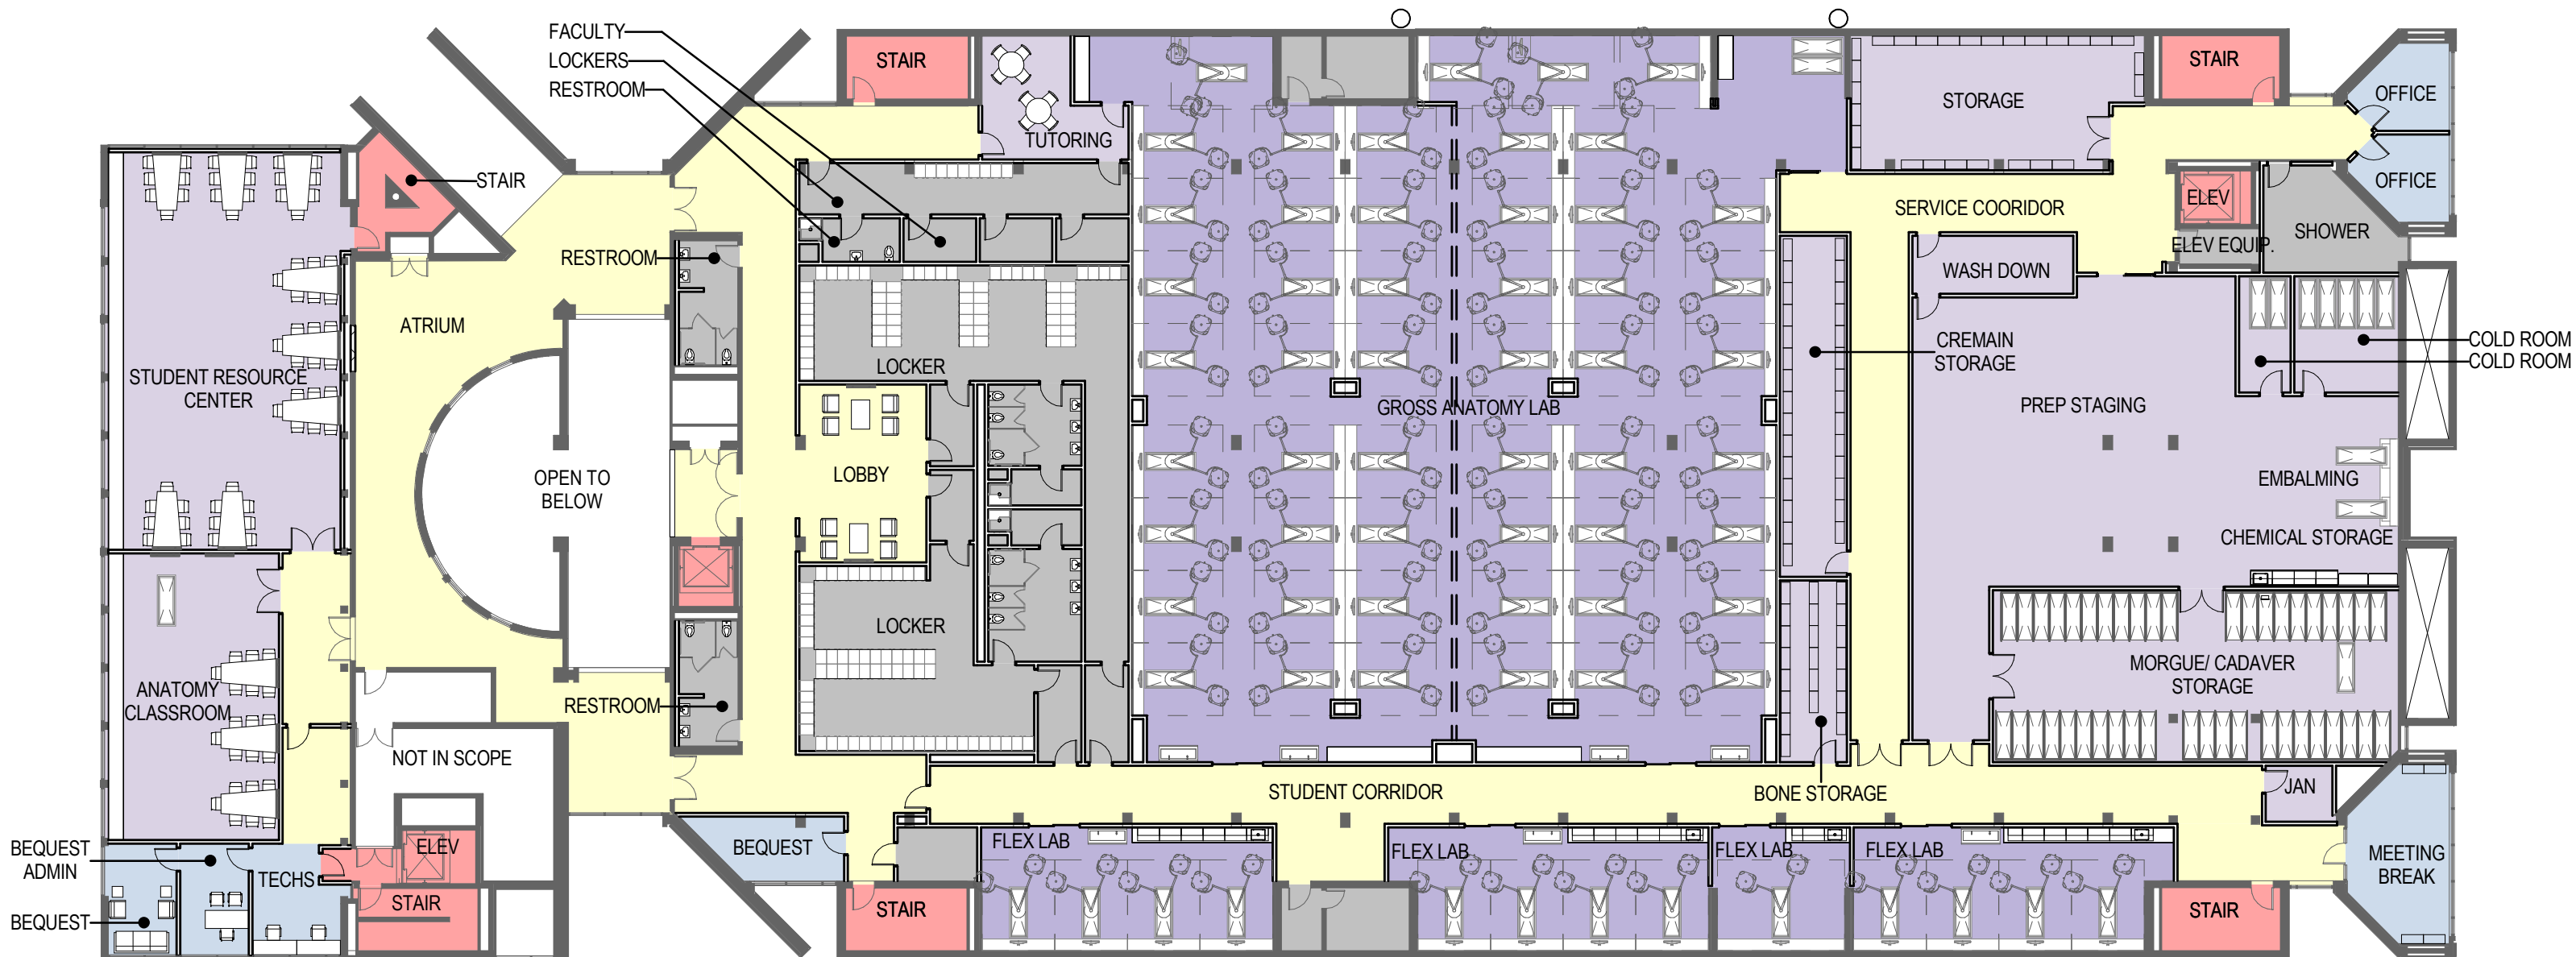 FACULTY
LOCKERS
RESTROOM
STAIR
TUTORING
STORAGE
STAIR
OFFICE
OFFICE
STAIR
RESTROOM
ATRIUM
STUDENT RESOURCE
CENTER
OPEN TO
BELOW
LOCKER
LOBBY
LOCKER
GROSS ANATOMY LAB
SERVICE COORIDOR
ELEV
ELEV EQUIP.
SHOWER
WASH DOWN
CREMAIN
STORAGE
COLD ROOM
COLD ROOM
PREP STAGING
EMBALMING
CHEMICAL STORAGE
MORGUE/ CADAVER
STORAGE
ANATOMY
CLASSROOM
RESTROOM
NOT IN SCOPE
STUDENT CORRIDOR
BONE STORAGE
JAN
BEQUEST
ADMIN
TECHS
ELEV
BEQUEST
FLEX LAB
FLEX LAB
FLEX LAB
FLEX LAB
MEETING
BREAK
BEQUEST
STAIR
STAIR
STAIR